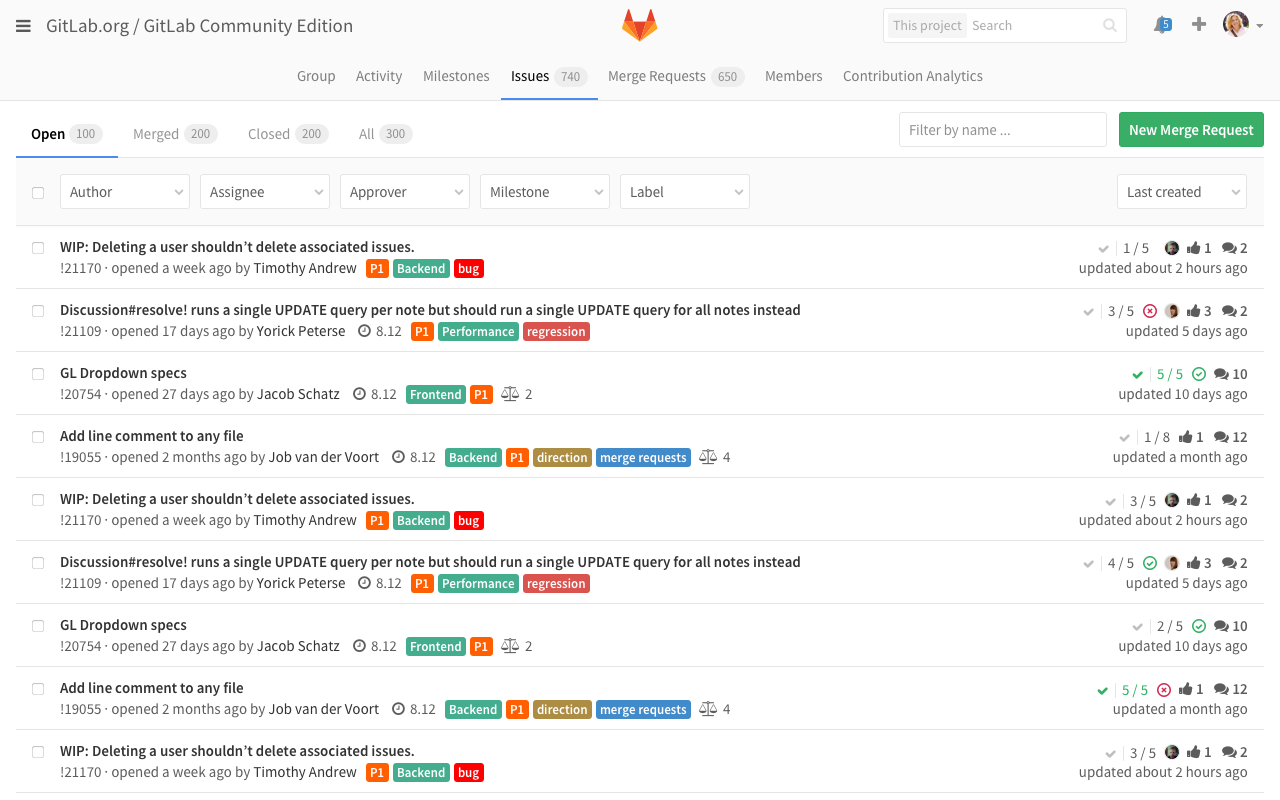 GitLab.org / GitLab Community Edition
This project Search
5
Group Activity Milestones Issues 740 Merge Requests 650 Members Contribution Analytics
Open 100 Merged 200 Closed 200 All 300 Filter by name ... New Merge Request
Author Assignee Approver Milestone Label Last created
WIP: Deleting a user shouldn’t delete associated issues. 1 / 5 1 2
!21170 · opened a week ago by Timothy Andrew P1 Backend bug updated about 2 hours ago
Discussion#resolve! runs a single UPDATE query per note but should run a single UPDATE query for all notes instead 3 / 5 3 2
!21109 · opened 17 days ago by Yorick Peterse 8.12 P1 Performance regression updated 5 days ago
GL Dropdown specs 5 / 5 10
!20754 · opened 27 days ago by Jacob Schatz 8.12 Frontend P1 2 updated 10 days ago
Add line comment to any file 1 / 8 1 12
!19055 · opened 2 months ago by Job van der Voort 8.12 Backend P1 direction merge requests 4 updated a month ago
WIP: Deleting a user shouldn’t delete associated issues. 3 / 5 1 2
!21170 · opened a week ago by Timothy Andrew P1 Backend bug updated about 2 hours ago
Discussion#resolve! runs a single UPDATE query per note but should run a single UPDATE query for all notes instead 4 / 5 3 2
!21109 · opened 17 days ago by Yorick Peterse 8.12 P1 Performance regression updated 5 days ago
GL Dropdown specs 2 / 5 10
!20754 · opened 27 days ago by Jacob Schatz 8.12 Frontend P1 2 updated 10 days ago
Add line comment to any file 5 / 5 1 12
!19055 · opened 2 months ago by Job van der Voort 8.12 Backend P1 direction merge requests 4 updated a month ago
WIP: Deleting a user shouldn’t delete associated issues. 3 / 5 1 2
!21170 · opened a week ago by Timothy Andrew P1 Backend bug updated about 2 hours ago